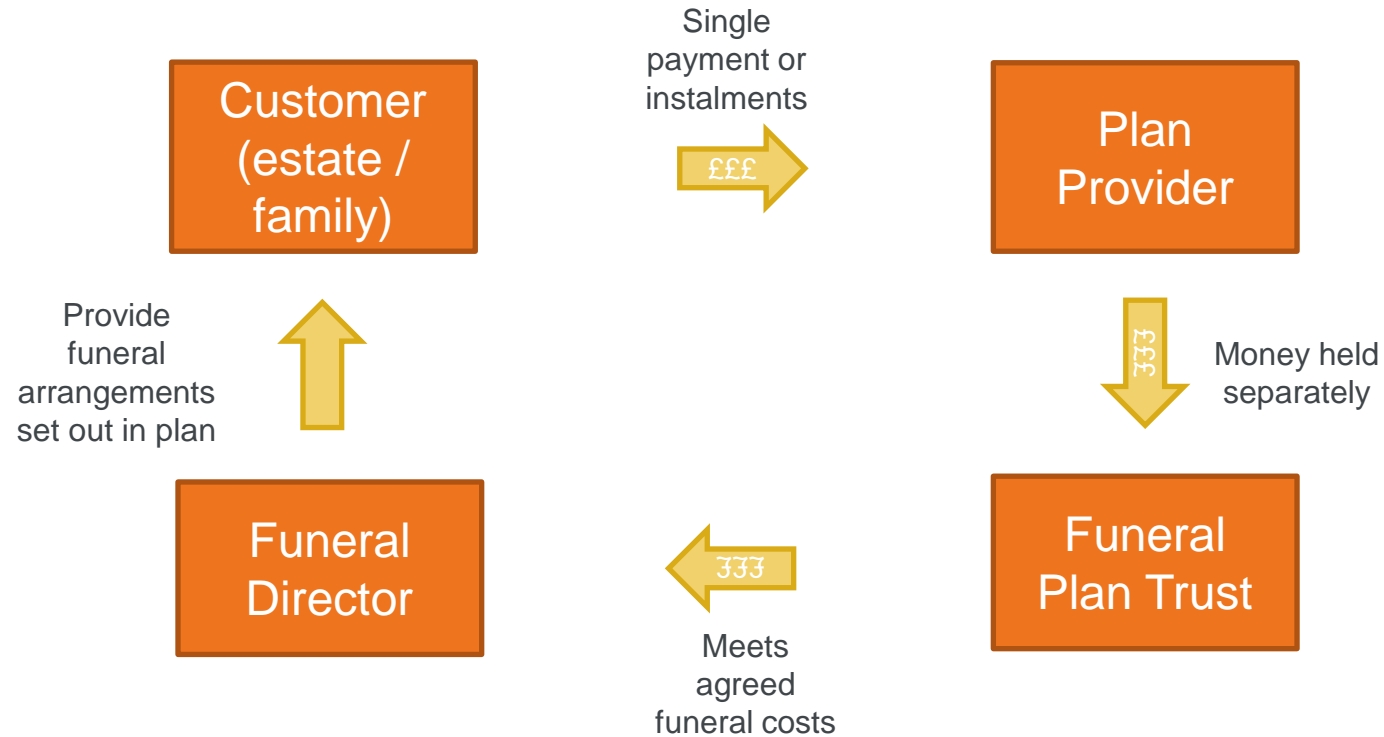 Single
payment or
instalments
Customer
(estate /
family)
£££
Plan
Provider
Provide
funeral
arrangements
set out in plan
£££
Money held
separately
Funeral
Director
£££
Funeral
Plan Trust
Meets
agreed
funeral costs